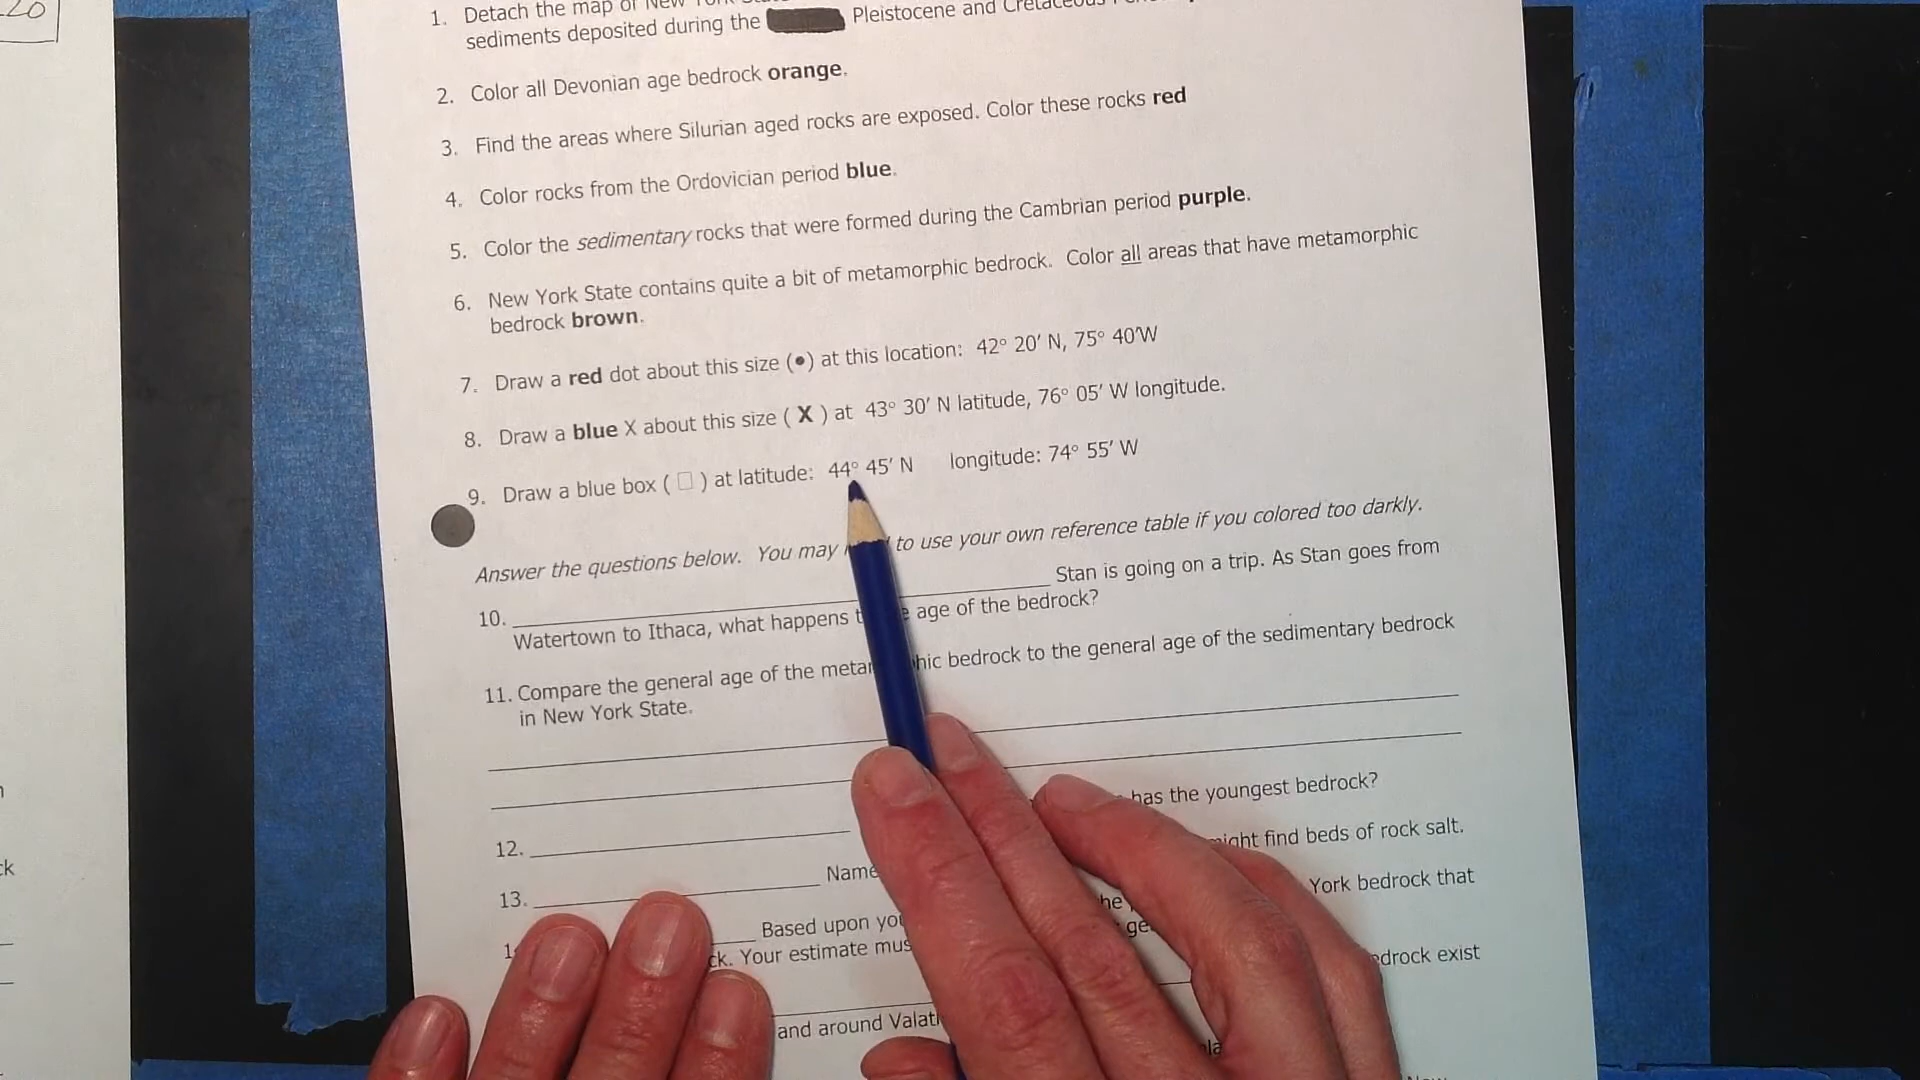 20
1. Detach the map of New York
sediments deposited during the Pleistocene and Cretaceous
2. Color all Devonian age bedrock orange.
3. Find the areas where Silurian aged rocks are exposed. Color these rocks red
4. Color rocks from the Ordovician period blue.
5. Color the sedimentary rocks that were formed during the Cambrian period purple.
6. New York State contains quite a bit of metamorphic bedrock. Color all areas that have metamorphic
bedrock brown.
7. Draw a red dot about this size (•) at this location: 42° 20′ N, 75° 40′W
8. Draw a blue X about this size ( X ) at 43° 30′ N latitude, 76° 05′ W longitude.
9. Draw a blue box ( □ ) at latitude: 44° 45′ N longitude: 74° 55′ W
Answer the questions below. You may to use your own reference table if you colored too darkly.
10. Stan is going on a trip. As Stan goes from
Watertown to Ithaca, what happens age of the bedrock?
11. Compare the general age of the bedrock to the general age of the sedimentary bedrock
in New York State.
12. has the youngest bedrock?
13. Name find beds of rock salt.
Based upon York bedrock that
Your estimate
exist
and around